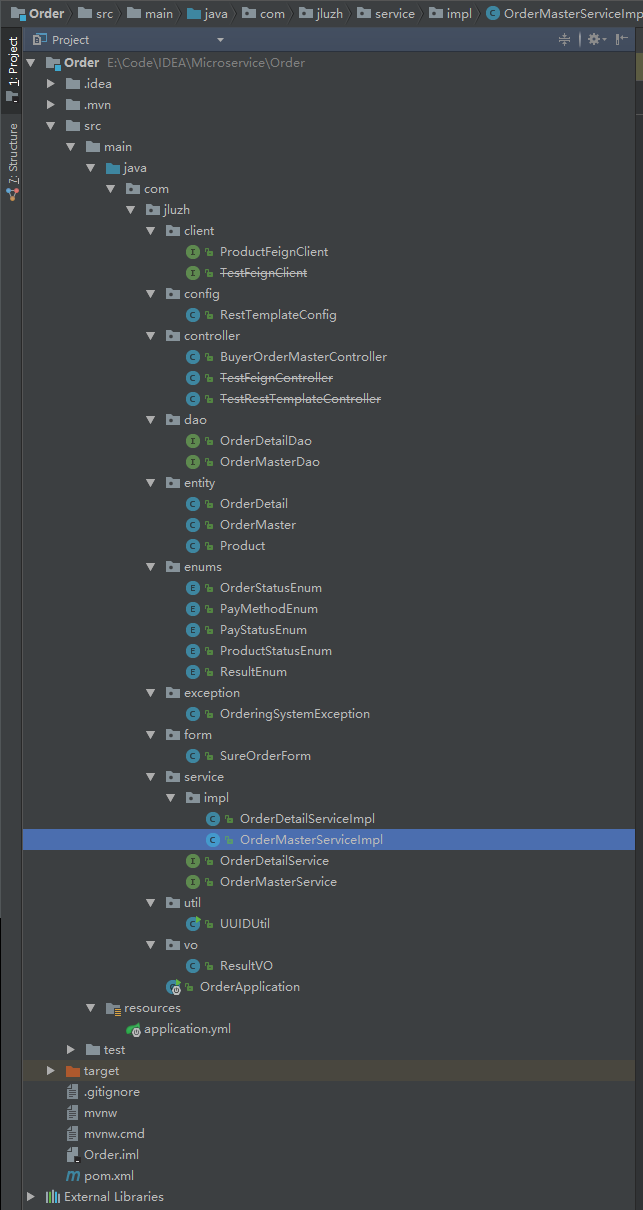 Order src main java com jluzh service impl OrderMasterServiceImp
Project
1: Project
7: Structure
Order E:\Code\IDEA\Microservice\Order
.idea
.mvn
src
main
java
com
jluzh
client
ProductFeignClient
TestFeignClient
config
RestTemplateConfig
controller
BuyerOrderMasterController
TestFeignController
TestRestTemplateController
dao
OrderDetailDao
OrderMasterDao
entity
OrderDetail
OrderMaster
Product
enums
OrderStatusEnum
PayMethodEnum
PayStatusEnum
ProductStatusEnum
ResultEnum
exception
OrderingSystemException
form
SureOrderForm
service
impl
OrderDetailServiceImpl
OrderMasterServiceImpl
OrderDetailService
OrderMasterService
util
UUIDUtil
vo
ResultVO
OrderApplication
resources
application.yml
test
target
.gitignore
mvnw
mvnw.cmd
Order.iml
pom.xml
External Libraries